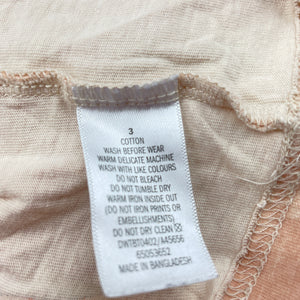 3
COTTON
WASH BEFORE WEAR
WARM DELICATE MACHINE
WASH WITH LIKE COLOURS
DO NOT BLEACH
DO NOT TUMBLE DRY
WARM IRON INSIDE OUT
(DO NOT IRON PRINTS OR
EMBELLISHMENTS)
DO NOT DRY CLEAN
DWTBT0402/A5656
65053652
MADE IN BANGLADESH